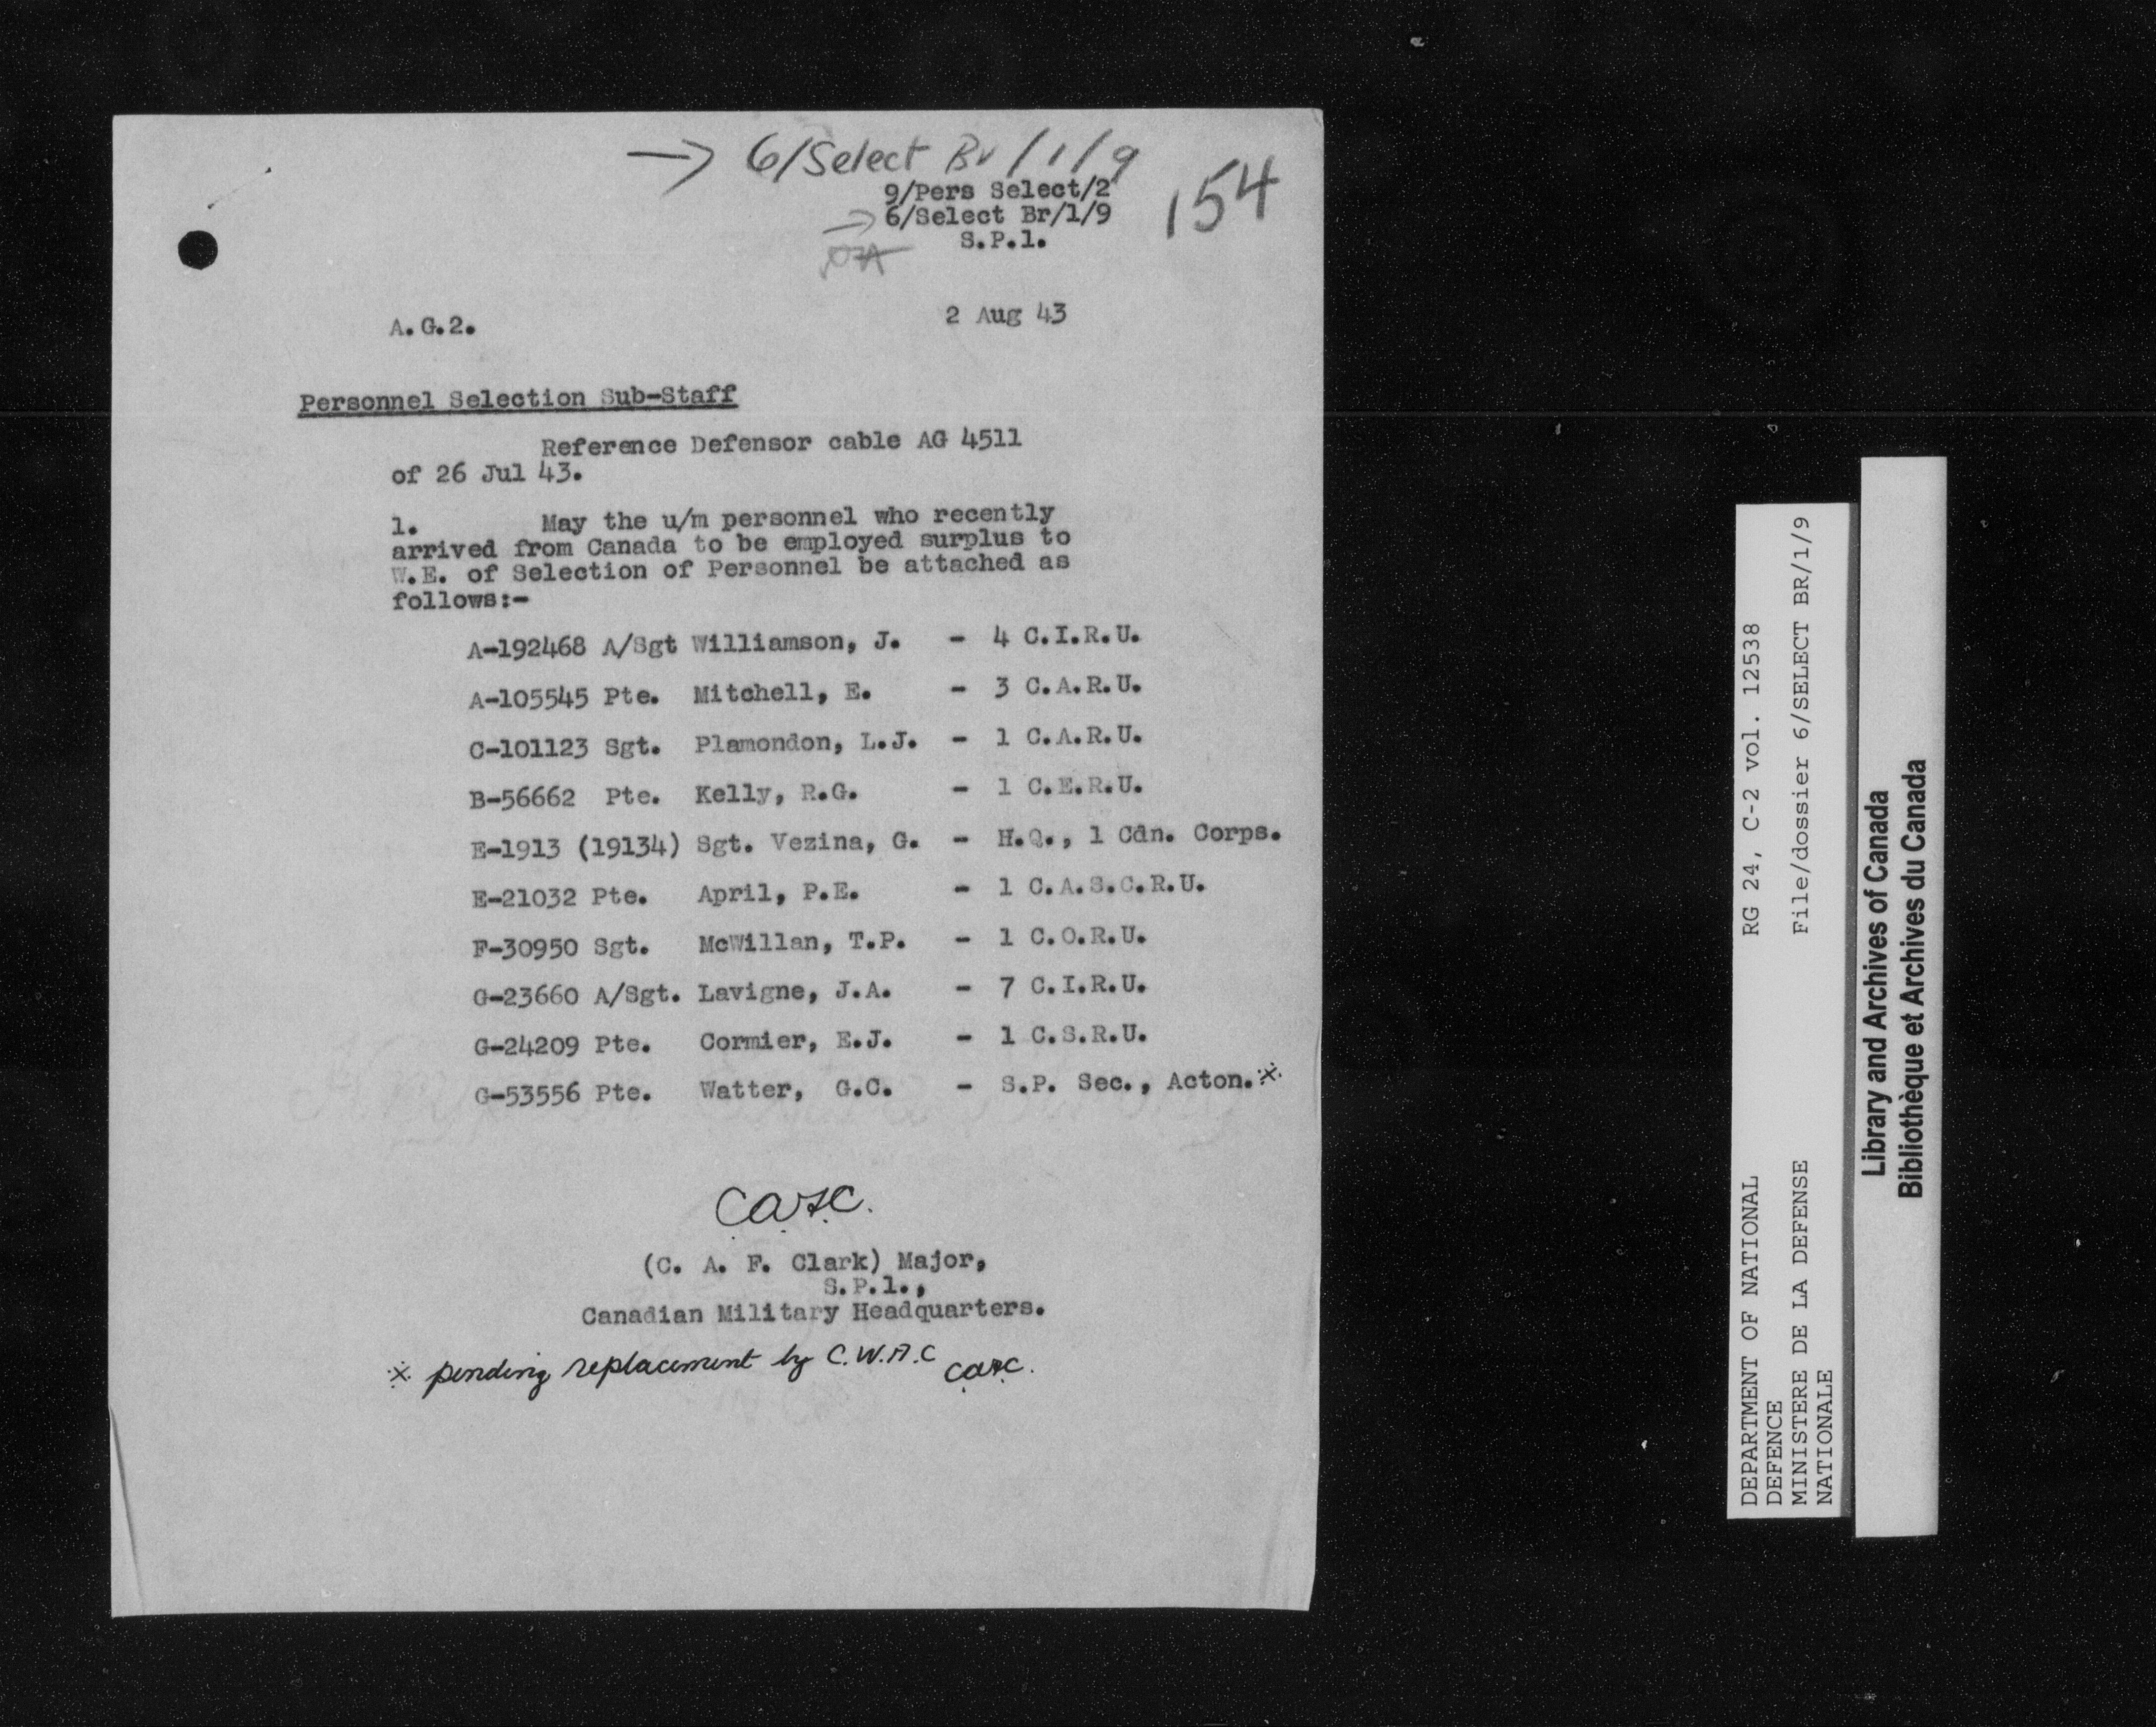 → 6/Select Br/1/9
154
9/Pers Select/2
→ 6/Select Br/1/9
S.P.1.
A.G.2.
2 Aug 43
Personnel Selection Sub-Staff
Reference Defensor cable AG 4511
of 26 Jul 43.
1. May the u/m personnel who recently
arrived from Canada to be employed surplus to
W.E. of Selection of Personnel be attached as
follows:-
A-192468 A/Sgt Williamson, J. - 4 C.I.R.U.
A-105545 Pte. Mitchell, E. - 3 C.A.R.U.
C-101123 Sgt. Plamondon, L.J. - 1 C.A.R.U.
B-56662 Pte. Kelly, R.G. - 1 C.E.R.U.
E-1913 (19134) Sgt. Vezina, G. - H.Q., 1 Cdn. Corps.
E-21032 Pte. April, P.E. - 1 C.A.S.C.R.U.
F-30950 Sgt. McWillan, T.P. - 1 C.O.R.U.
G-23660 A/Sgt. Lavigne, J.A. - 7 C.I.R.U.
G-24209 Pte. Cormier, E.J. - 1 C.S.R.U.
G-53556 Pte. Watter, G.C. - S.P. Sec., Acton.※
CAFC.
(C. A. F. Clark) Major,
S.P.1.,
Canadian Military Headquarters.
※ pending replacement by C.W.A.C CAFC.
DEPARTMENT OF NATIONAL
DEFENCE
MINISTERE DE LA DEFENSE
NATIONALE
RG 24, C-2 vol. 12538
File/dossier 6/SELECT BR/1/9
Library and Archives of Canada
Bibliothèque et Archives du Canada